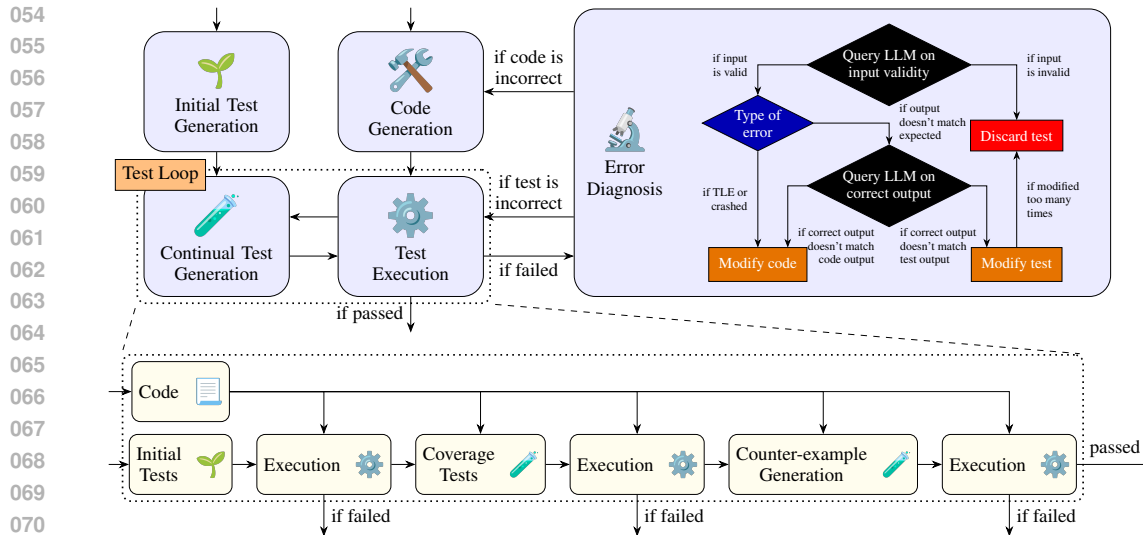 054
055
056
057
058
059
060
061
062
063
064
065
066
067
068
069
070
Initial Test
Generation
Code
Generation
if code is
incorrect
Test Loop
Continual Test
Generation
Test
Execution
if test is
incorrect
if failed
if passed
Error
Diagnosis
Query LLM on
input validity
if input
is valid
if input
is invalid
Type of
error
if output
doesn't match
expected
Discard test
Query LLM on
correct output
if TLE or
crashed
if modified
too many
times
if correct output
doesn't match
code output
if correct output
doesn't match
test output
Modify code
Modify test
Code
Initial
Tests
Execution
Coverage
Tests
Execution
Counter-example
Generation
Execution
passed
if failed
if failed
if failed